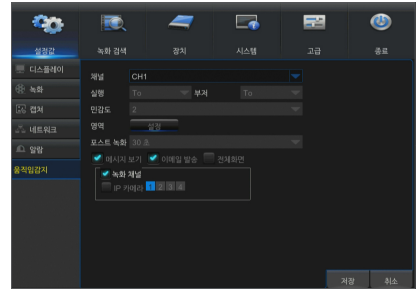 설정값 녹화 검색 장치 시스템 고급 종료
디스플레이
녹화
캡처
네트워크
알람
움직임감지
채널 CH1
실행 To 부저 To
민감도 2
영역 설정
포스트 녹화 30 초
메시지 보기 이메일 발송 전체화면
녹화 채널
IP 카메라 1 2 3 4
저장 취소